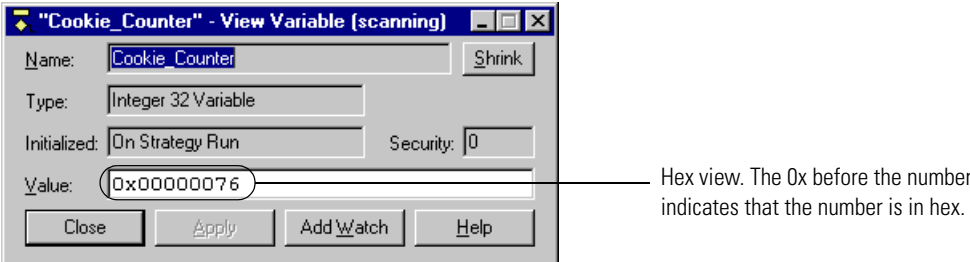 "Cookie_Counter" - View Variable (scanning)
Name: Cookie_Counter Shrink
Type: Integer 32 Variable
Initialized: On Strategy Run Security: 0
Value: 0x00000076
Hex view. The 0x before the number
indicates that the number is in hex.
Close Apply Add Watch Help